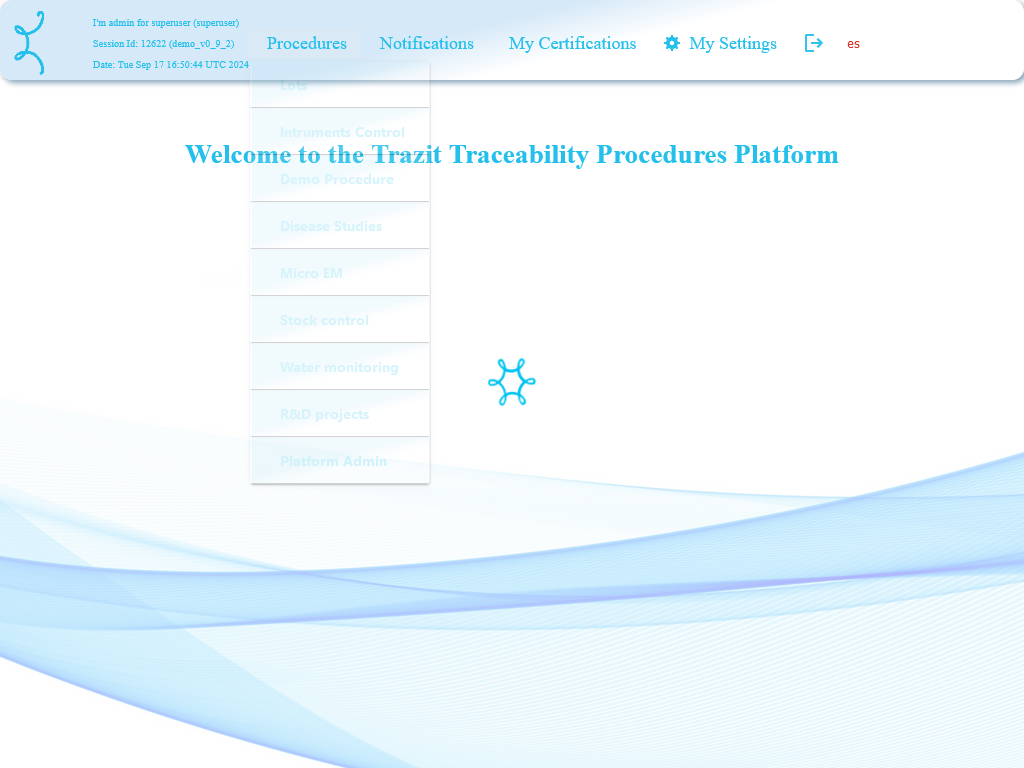 I'm admin for superuser (superuser)
Session Id: 12622 (demo_v0_9_2)
Date: Tue Sep 17 16:50:44 UTC 2024
Procedures
Notifications
My Certifications
My Settings
es
Lots
Intruments Control
Welcome to the Trazit Traceability Procedures Platform
Demo Procedure
Disease Studies
Micro EM
Stock control
Water monitoring
R&D projects
Platform Admin